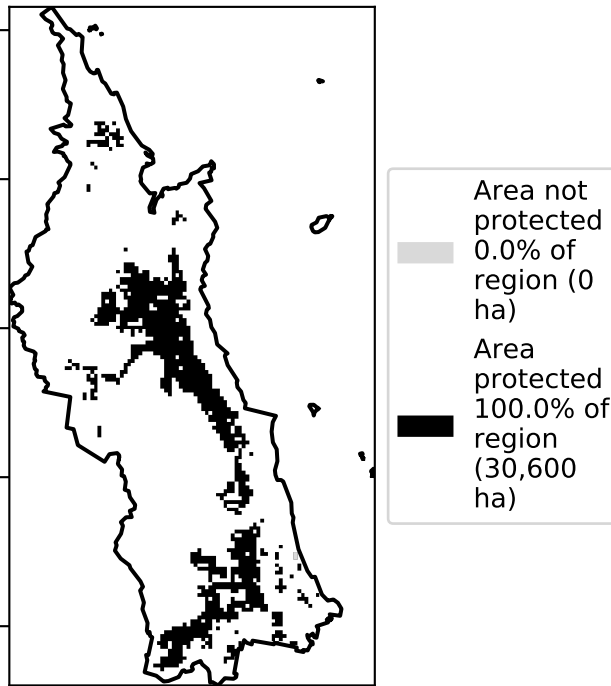 Area not
protected
0.0% of
region (0
ha)
Area
protected
100.0% of
region
(30,600
ha)